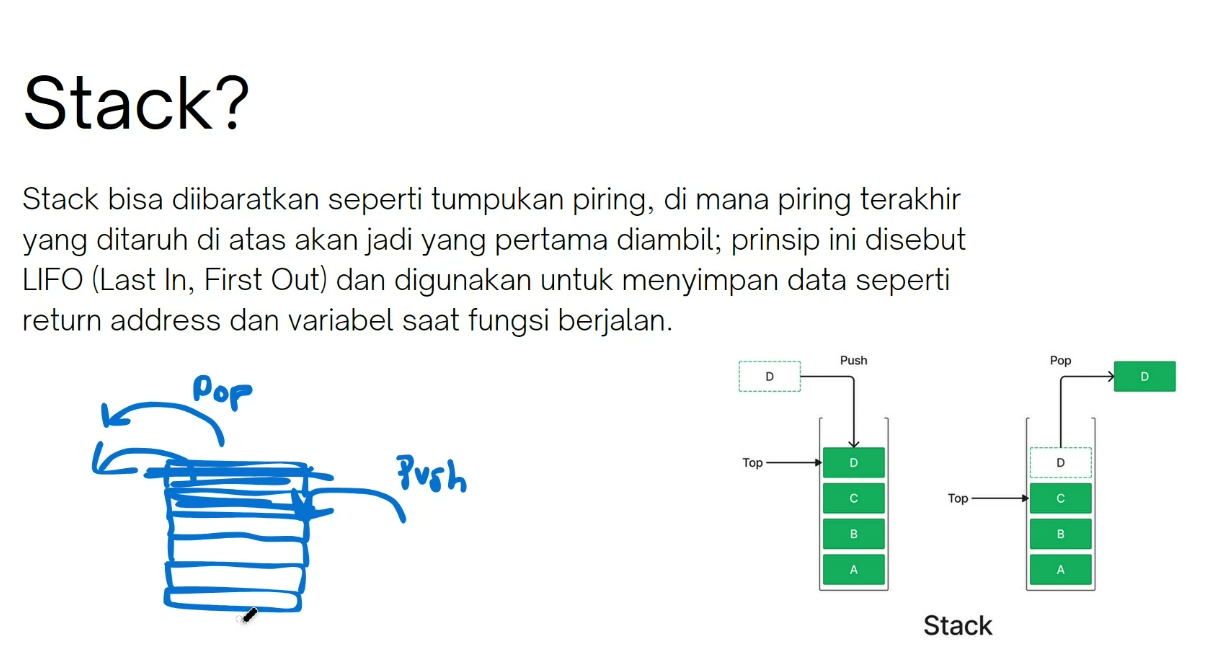 Stack?
Stack bisa diibaratkan seperti tumpukan piring, di mana piring terakhir
yang ditaruh di atas akan jadi yang pertama diambil; prinsip ini disebut
LIFO (Last In, First Out) dan digunakan untuk menyimpan data seperti
return address dan variabel saat fungsi berjalan.
Pop
Push
Push
D
Top
D
C
B
A
Pop
D
D
Top
C
B
A
Stack